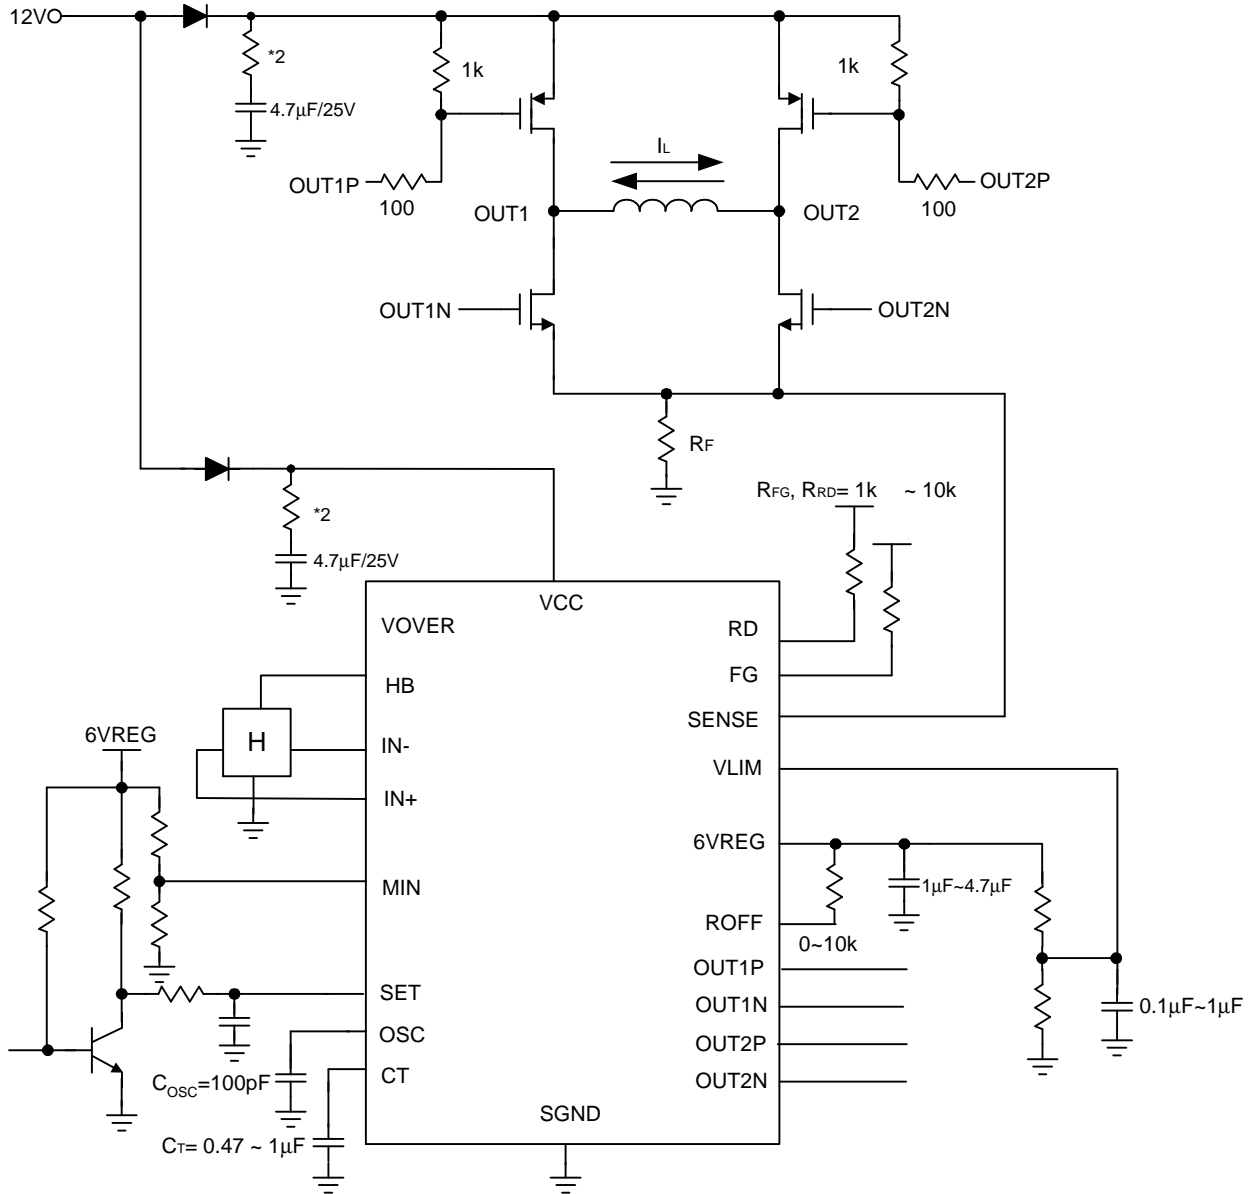 12V
*2
4.7µF/25V
1k
1k
IL
OUT1P
100
OUT2P
100
OUT1
OUT2
OUT1N
OUT2N
RF
RFG, RRD= 1k ~ 10k
*2
4.7µF/25V
VCC
VOVER
HB
H
IN-
IN+
6VREG
MIN
SET
OSC
CT
COSC=100pF
CT= 0.47 ~ 1µF
SGND
RD
FG
SENSE
VLIM
6VREG
1µF~4.7µF
ROFF
0~10k
OUT1P
OUT1N
OUT2P
OUT2N
0.1µF~1µF